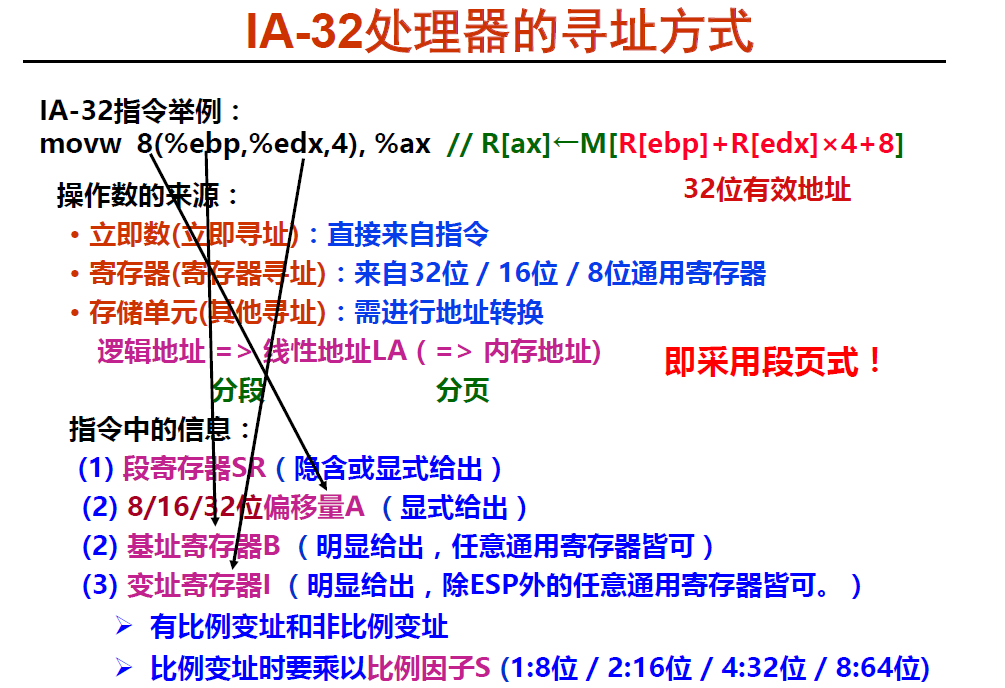 IA-32处理器的寻址方式
IA-32指令举例：
movw 8(%ebp,%edx,4), %ax // R[ax]←M[R[ebp]+R[edx]×4+8]
操作数的来源：
32位有效地址
• 立即数(立即寻址)：直接来自指令
• 寄存器(寄存器寻址)：来自32位 / 16位 / 8位通用寄存器
• 存储单元(其他寻址)：需进行地址转换
逻辑地址 => 线性地址LA ( => 内存地址)
即采用段页式！
分段 分页
指令中的信息：
(1) 段寄存器SR（隐含或显式给出）
(2) 8/16/32位偏移量A （显式给出）
(2) 基址寄存器B （明显给出，任意通用寄存器皆可）
(3) 变址寄存器I （明显给出，除ESP外的任意通用寄存器皆可。）
➢ 有比例变址和非比例变址
➢ 比例变址时要乘以比例因子S (1:8位 / 2:16位 / 4:32位 / 8:64位)